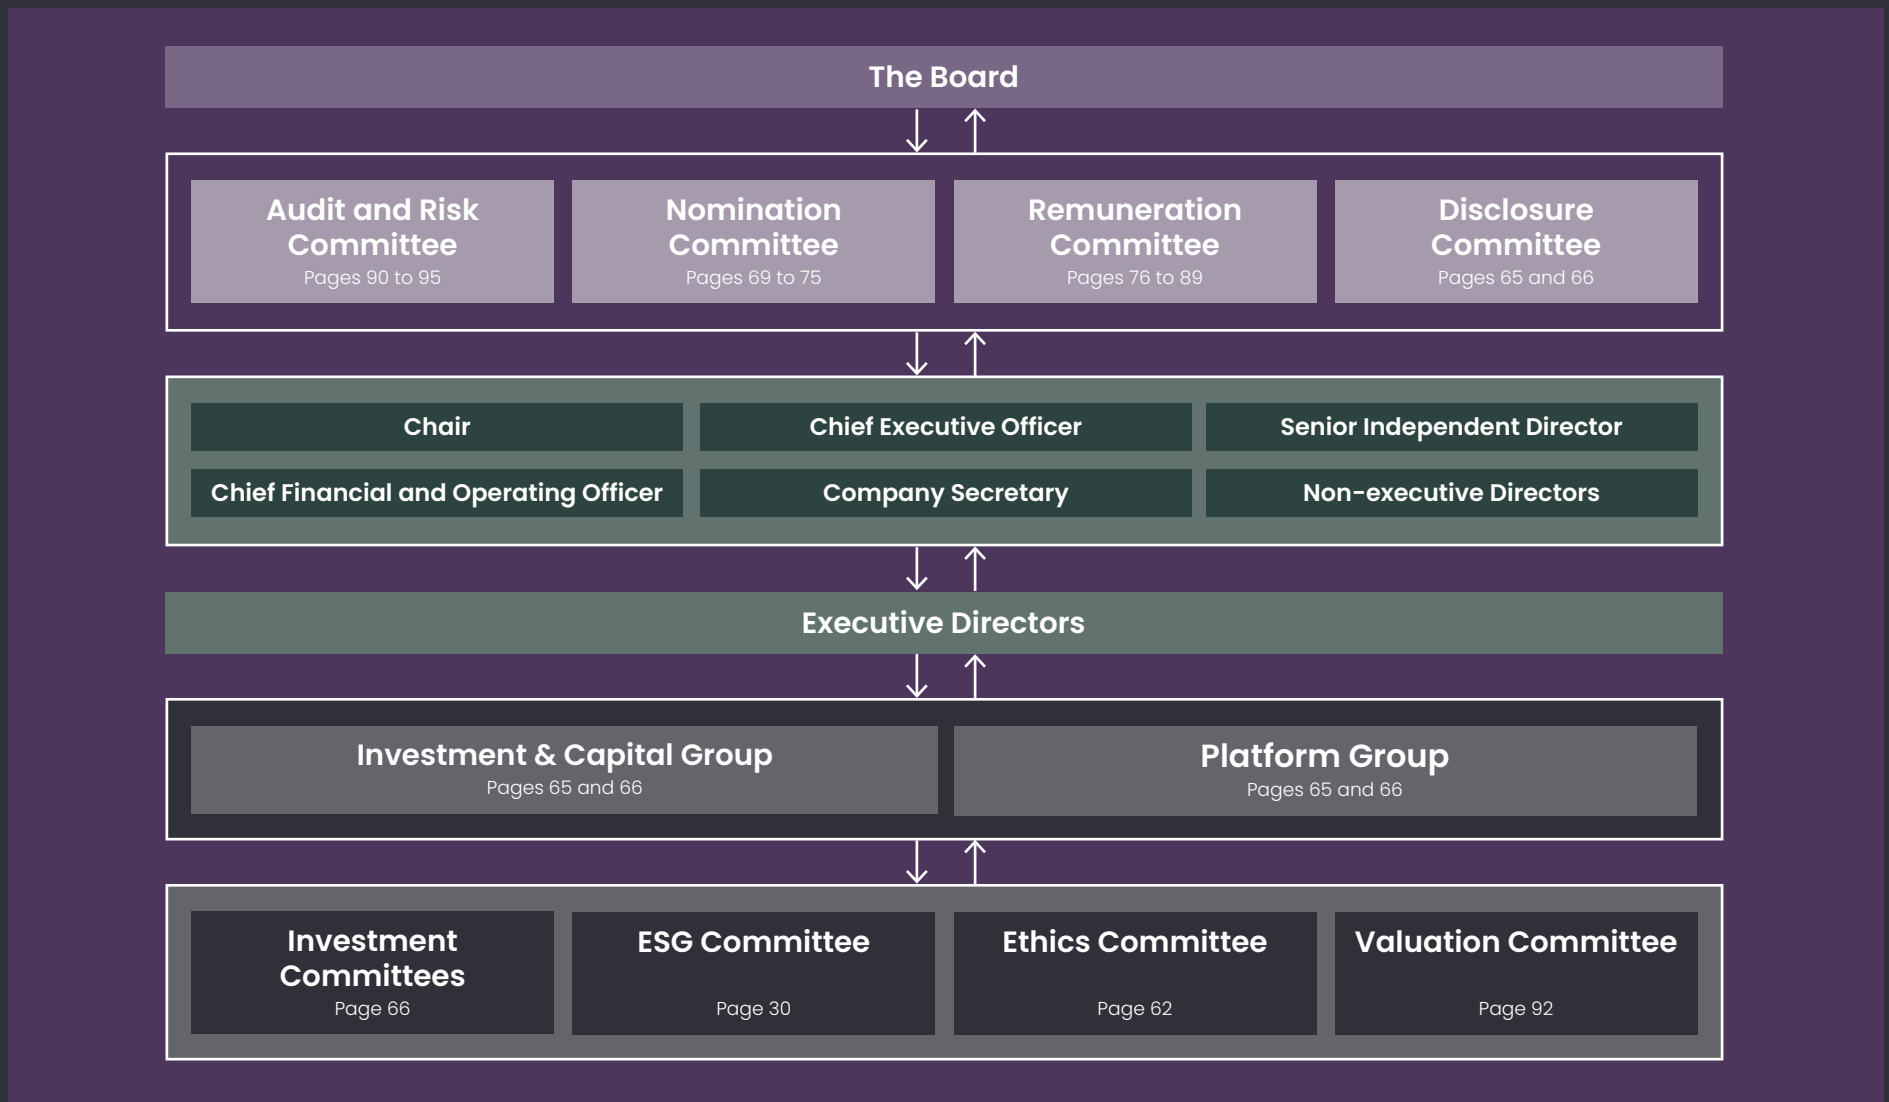 The Board
Audit and Risk
Committee
Pages 90 to 95
Nomination
Committee
Pages 69 to 75
Remuneration
Committee
Pages 76 to 89
Disclosure
Committee
Pages 65 and 66
Chair
Chief Executive Officer
Senior Independent Director
Chief Financial and Operating Officer
Company Secretary
Non-executive Directors
Executive Directors
Investment & Capital Group
Pages 65 and 66
Platform Group
Pages 65 and 66
Investment
Committees
Page 66
ESG Committee
Page 30
Ethics Committee
Page 62
Valuation Committee
Page 92